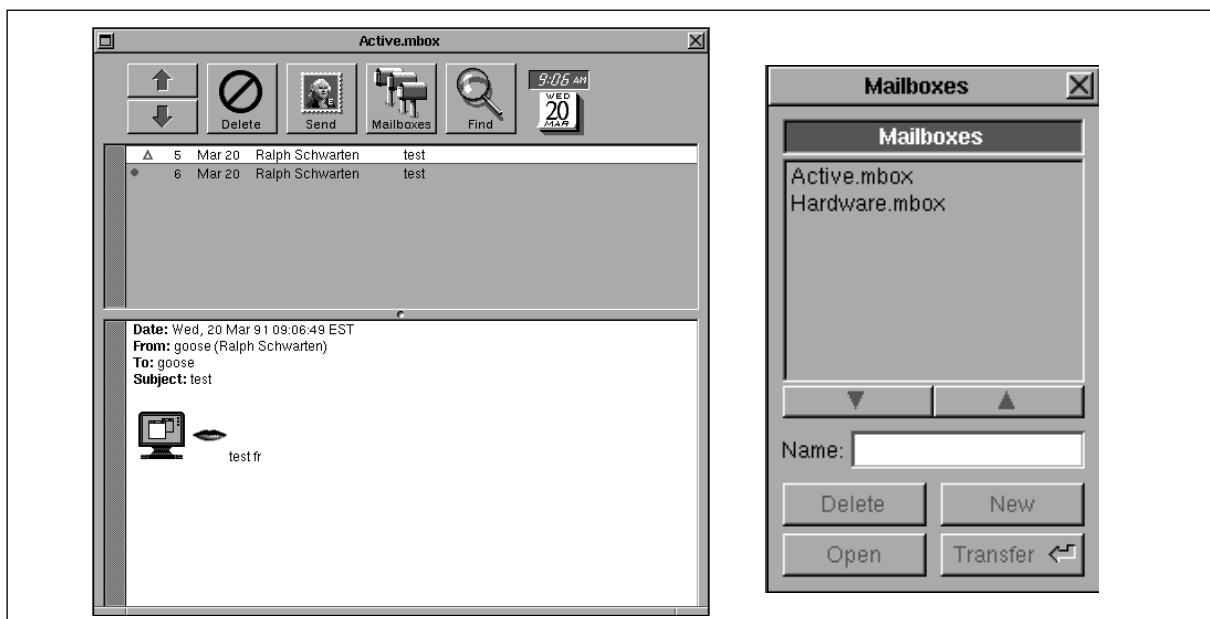 Active.mbox
Delete
Send
Mailboxes
Find
9:06 AM
WED
20
MAR
5 Mar 20 Ralph Schwarten test
6 Mar 20 Ralph Schwarten test
Date: Wed, 20 Mar 91 09:06:49 EST
From: goose (Ralph Schwarten)
To: goose
Subject: test
test fr
Mailboxes
Mailboxes
Active.mbox
Hardware.mbox
Name:
Delete New
Open Transfer